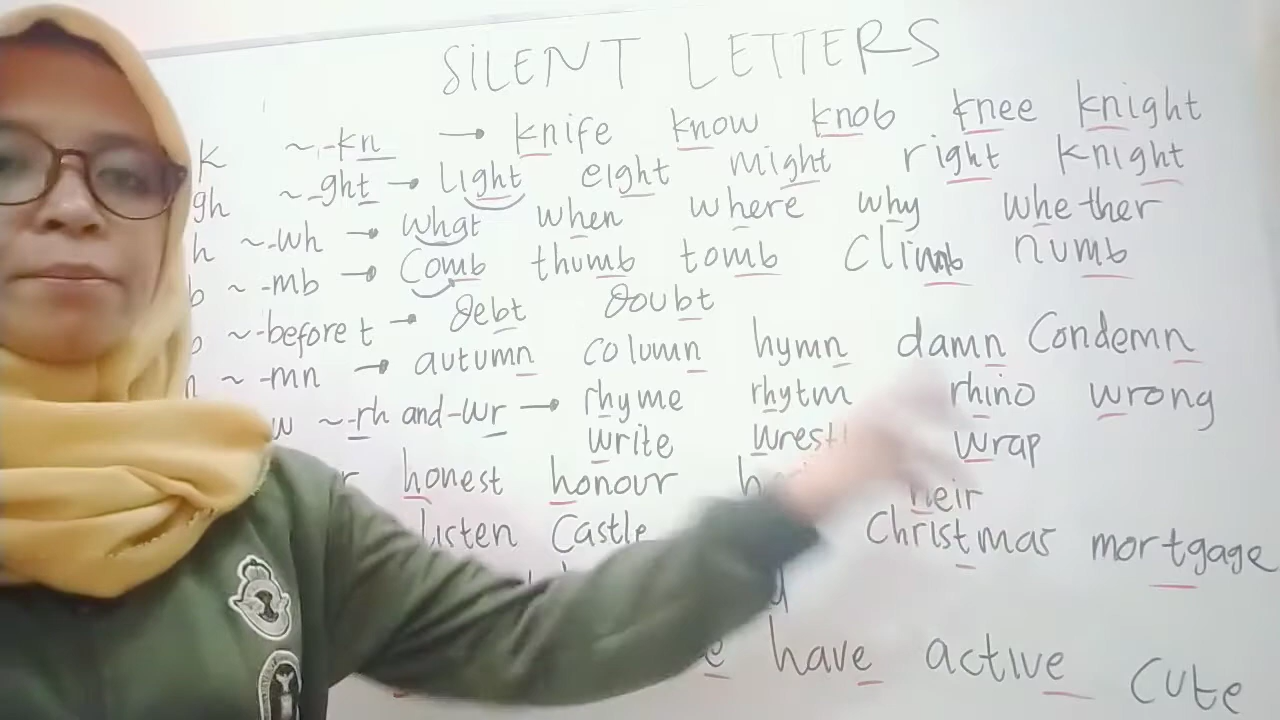 SILENT LETTERS
k ~ -kn → knife know knob knee knight
gh ~ -ght → light eight might right knight
h ~ -wh → what when where why whether
b ~ -mb → Comb thumb tomb Climb numb
~ -before t → debt doubt
n ~ -mn → autumn column hymn damn Condemn
w ~ -rh and -wr → rhyme rhytm rhino wrong
write wrap
honest honour heir
listen Castle Christmas mortgage
have active cute